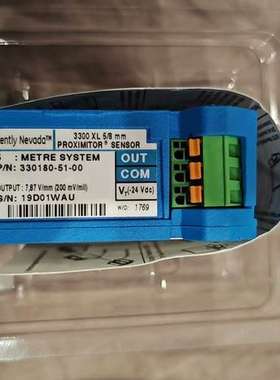 ently Nevada™
3300 XL 5/8 mm
PROXIMITOR® SENSOR
5 : METRE SYSTEM
P/N: 330180-51-00
OUTPUT : 7,87 V/mm (200 mV/mil)
S/N: 19D01WAU
OUT
COM
VT(-24 Vdc)
W/O: 1769